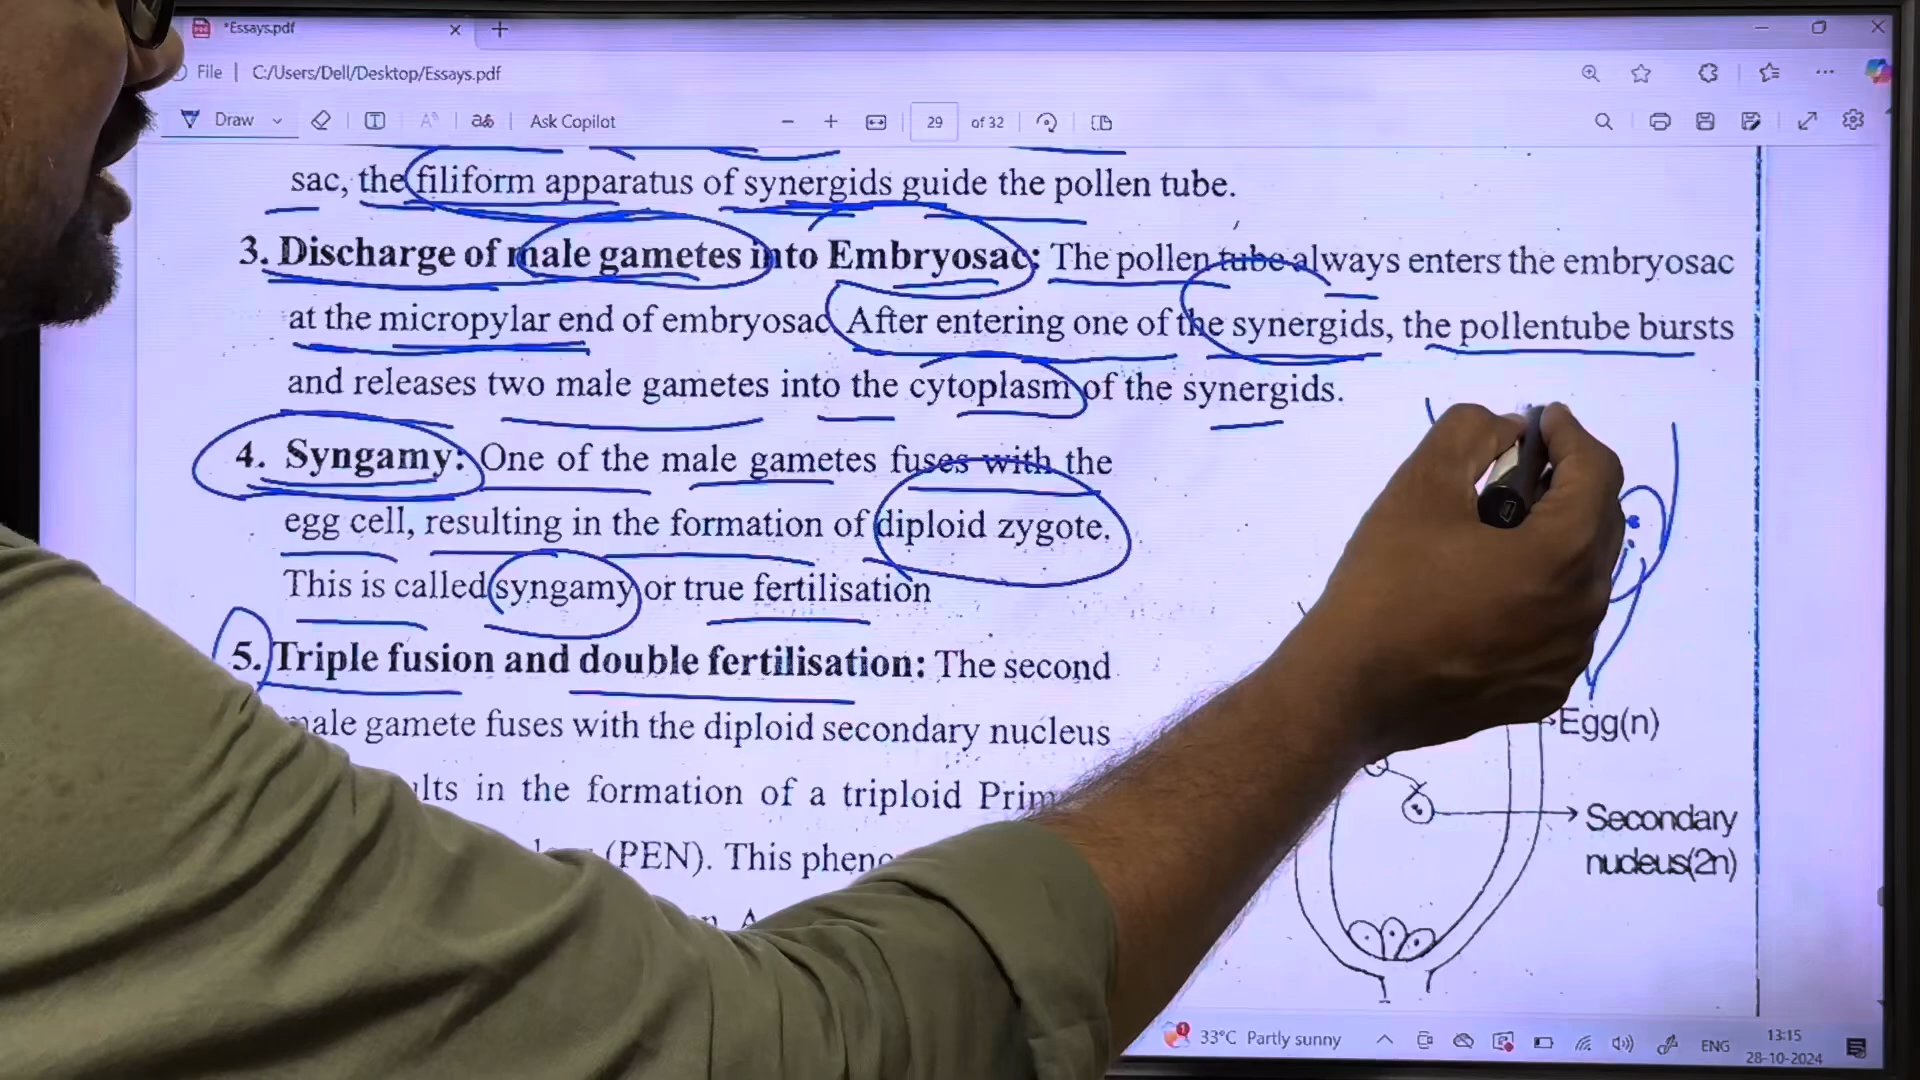 *Essays.pdf
File | C:/Users/Dell/Desktop/Essays.pdf
Draw Ask Copilot 29 of 32
sac, the filiform apparatus of synergids guide the pollen tube.
3. Discharge of male gametes into Embryosac: The pollen tube always enters the embryosac
at the micropylar end of embryosac After entering one of the synergids, the pollentube bursts
and releases two male gametes into the cytoplasm of the synergids.
4. Syngamy: One of the male gametes fuses with the
egg cell, resulting in the formation of diploid zygote.
This is called syngamy or true fertilisation
5. Triple fusion and double fertilisation: The second
male gamete fuses with the diploid secondary nucleus
in the formation of a triploid
(PEN). This
Egg(n)
Secondary
nucleus(2n)
1
33°C Partly sunny
ENG
13:15
28-10-2024